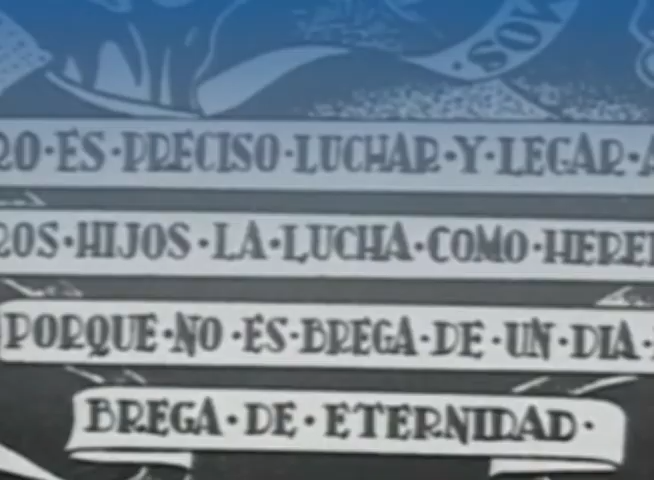 ES·PRECISO·LUCHAR·Y·LEGAR·
HIJOS·LA·LUCHA·COMO·
PORQUE·NO·ES·BREGA·DE·UN·DIA·
BREGA·DE·ETERNIDAD·